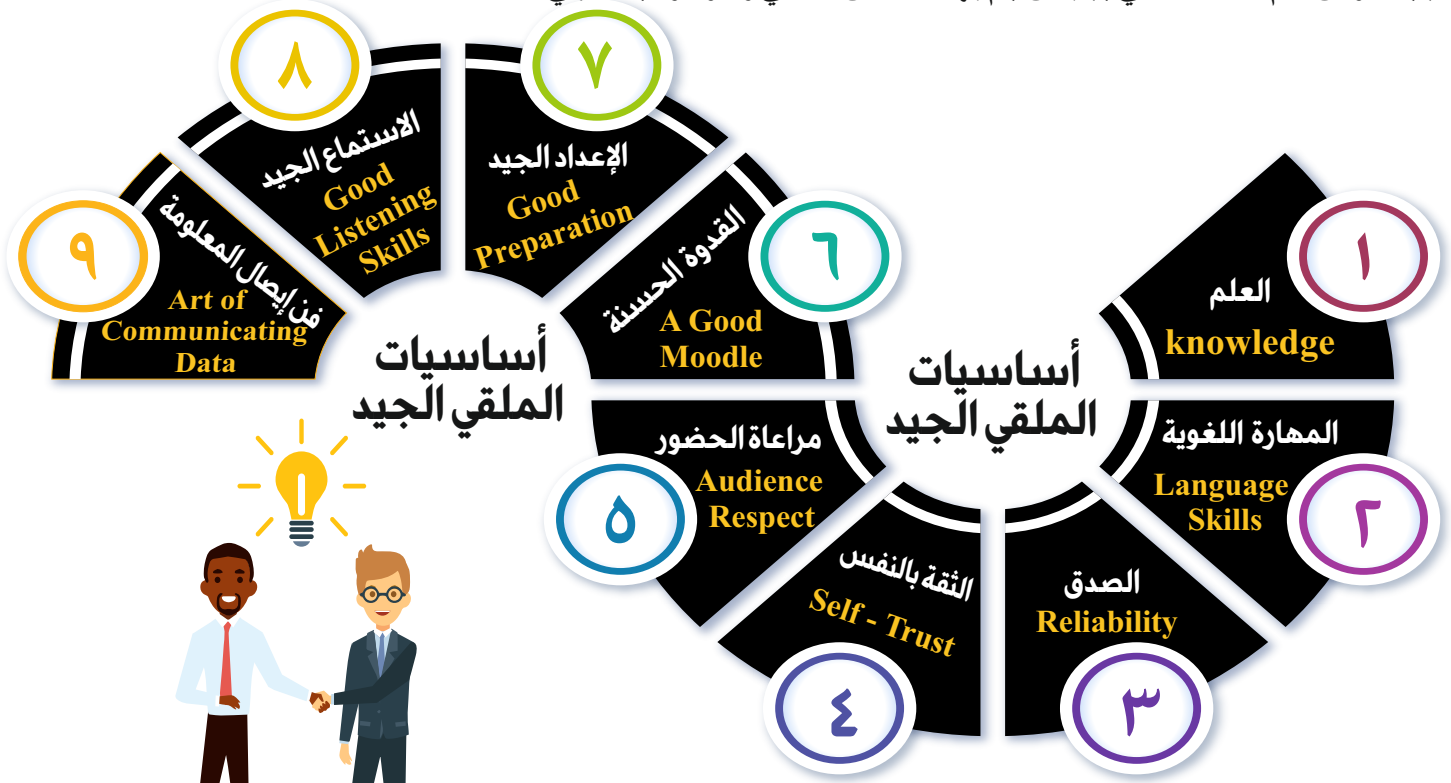 أساسيات
الملقي الجيد
١
العلم
knowledge
٢
المهارة اللغوية
Language
Skills
٣
الصدق
Reliability
٤
الثقة بالنفس
Self - Trust
٥
مراعاة الحضور
Audience
Respect
أساسيات
الملقي الجيد
٦
القدوة الحسنة
A Good
Moodle
٧
الإعداد الجيد
Good
Preparation
٨
الاستماع الجيد
Good
Listening
Skills
٩
فن إيصال المعلومة
Art of
Communicating
Data